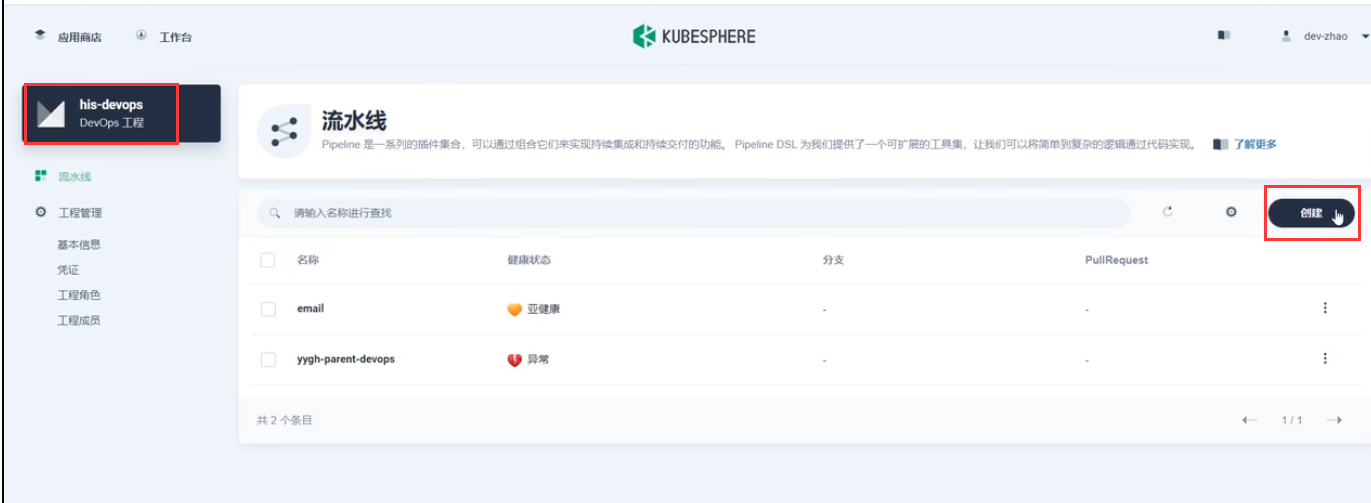 应用商店 工作台 KUBESPHERE dev-zhao
his-devops
DevOps 工程
流水线
Pipeline 是一系列的插件集合，可以通过组合它们来实现持续集成和持续交付的功能。 Pipeline DSL 为我们提供了一个可扩展的工具集，让我们可以将简单到复杂的逻辑通过代码实现。 了解更多
流水线
工程管理
基本信息
凭证
工程角色
工程成员
请输入名称进行查找 创建
名称 健康状态 分支 PullRequest
email 亚健康 - -
yygh-parent-devops 异常 - -
共 2 个条目 1 / 1